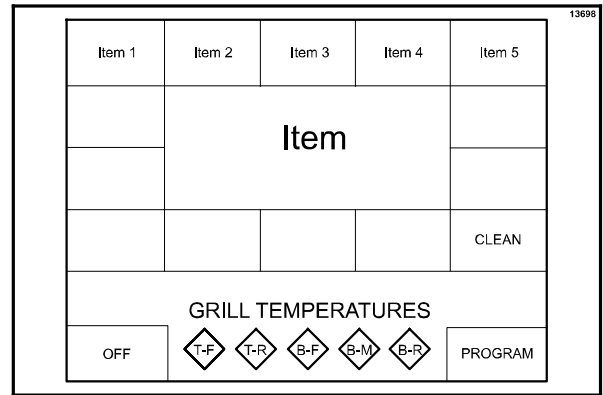 13698
Item 1 Item 2 Item 3 Item 4 Item 5
Item
CLEAN
GRILL TEMPERATURES
OFF T-F T-R B-F B-M B-R PROGRAM